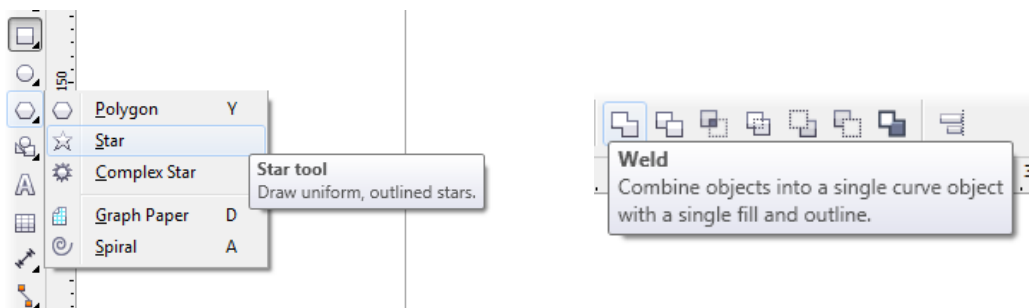 150
Polygon Y
Star
Complex Star
Graph Paper D
Spiral A
Star tool
Draw uniform, outlined stars.
Weld
Combine objects into a single curve object
with a single fill and outline.
3